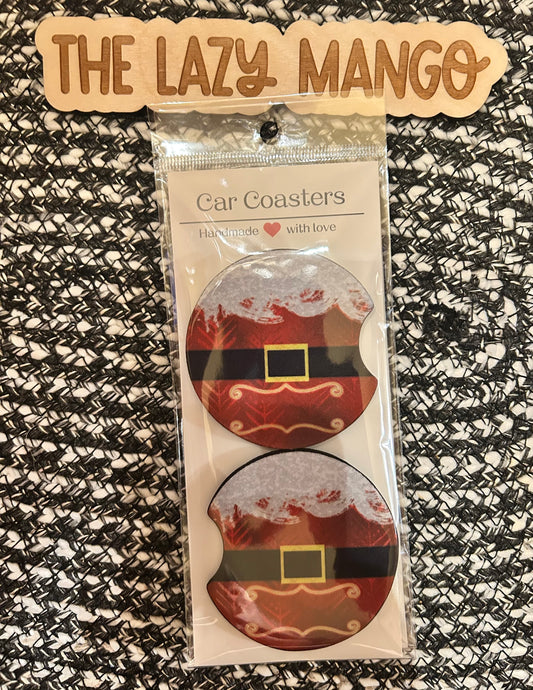 THE LAZY MANGO
Car Coasters
Handmade ❤ with love